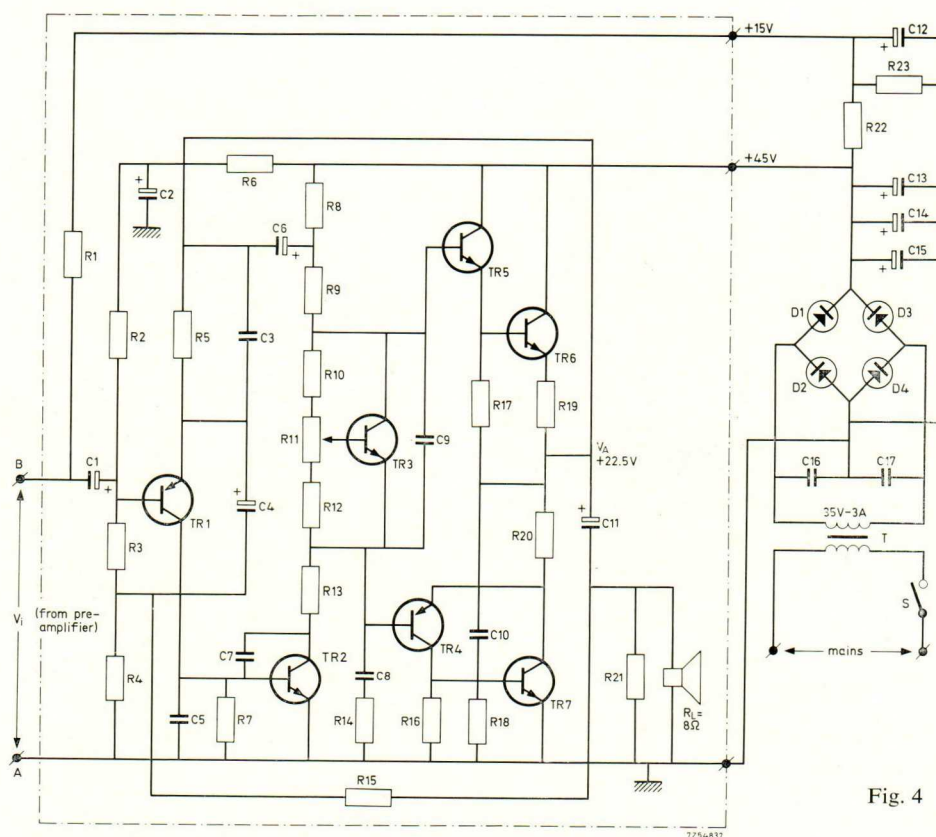 +15V
+
C12
R23
R22
+45V
R6
+
C2
R8
+
C13
+
C14
+
C15
R1
C6
+
TR5
R9
D1
D3
R2
R5
C3
TR6
D2
D4
R10
R17
R19
R11
TR3
C9
VA
+22.5V
B
C1
+
+
C4
C16
C17
TR1
R12
+
C11
35V-3A
R3
R20
T
R13
S
Vi
(from pre-
amplifier)
TR4
C10
C7
TR2
mains
R4
C8
TR7
R21
C5
R7
R14
R16
R18
RL=
8Ω
A
R15
Fig. 4
7Z54837